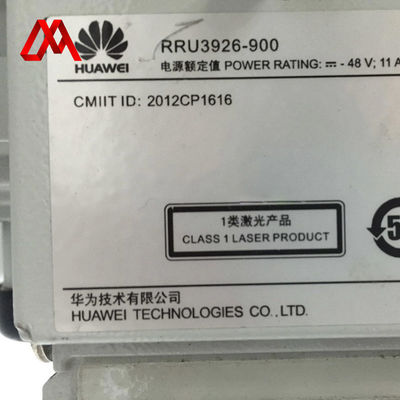 HUAWEI
RRU3926-900
电源额定值 POWER RATING: ⎓ - 48 V; 11 A
CMIIT ID: 2012CP1616
1类激光产品
CLASS 1 LASER PRODUCT
5
华为技术有限公司
HUAWEI TECHNOLOGIES CO.,LTD.